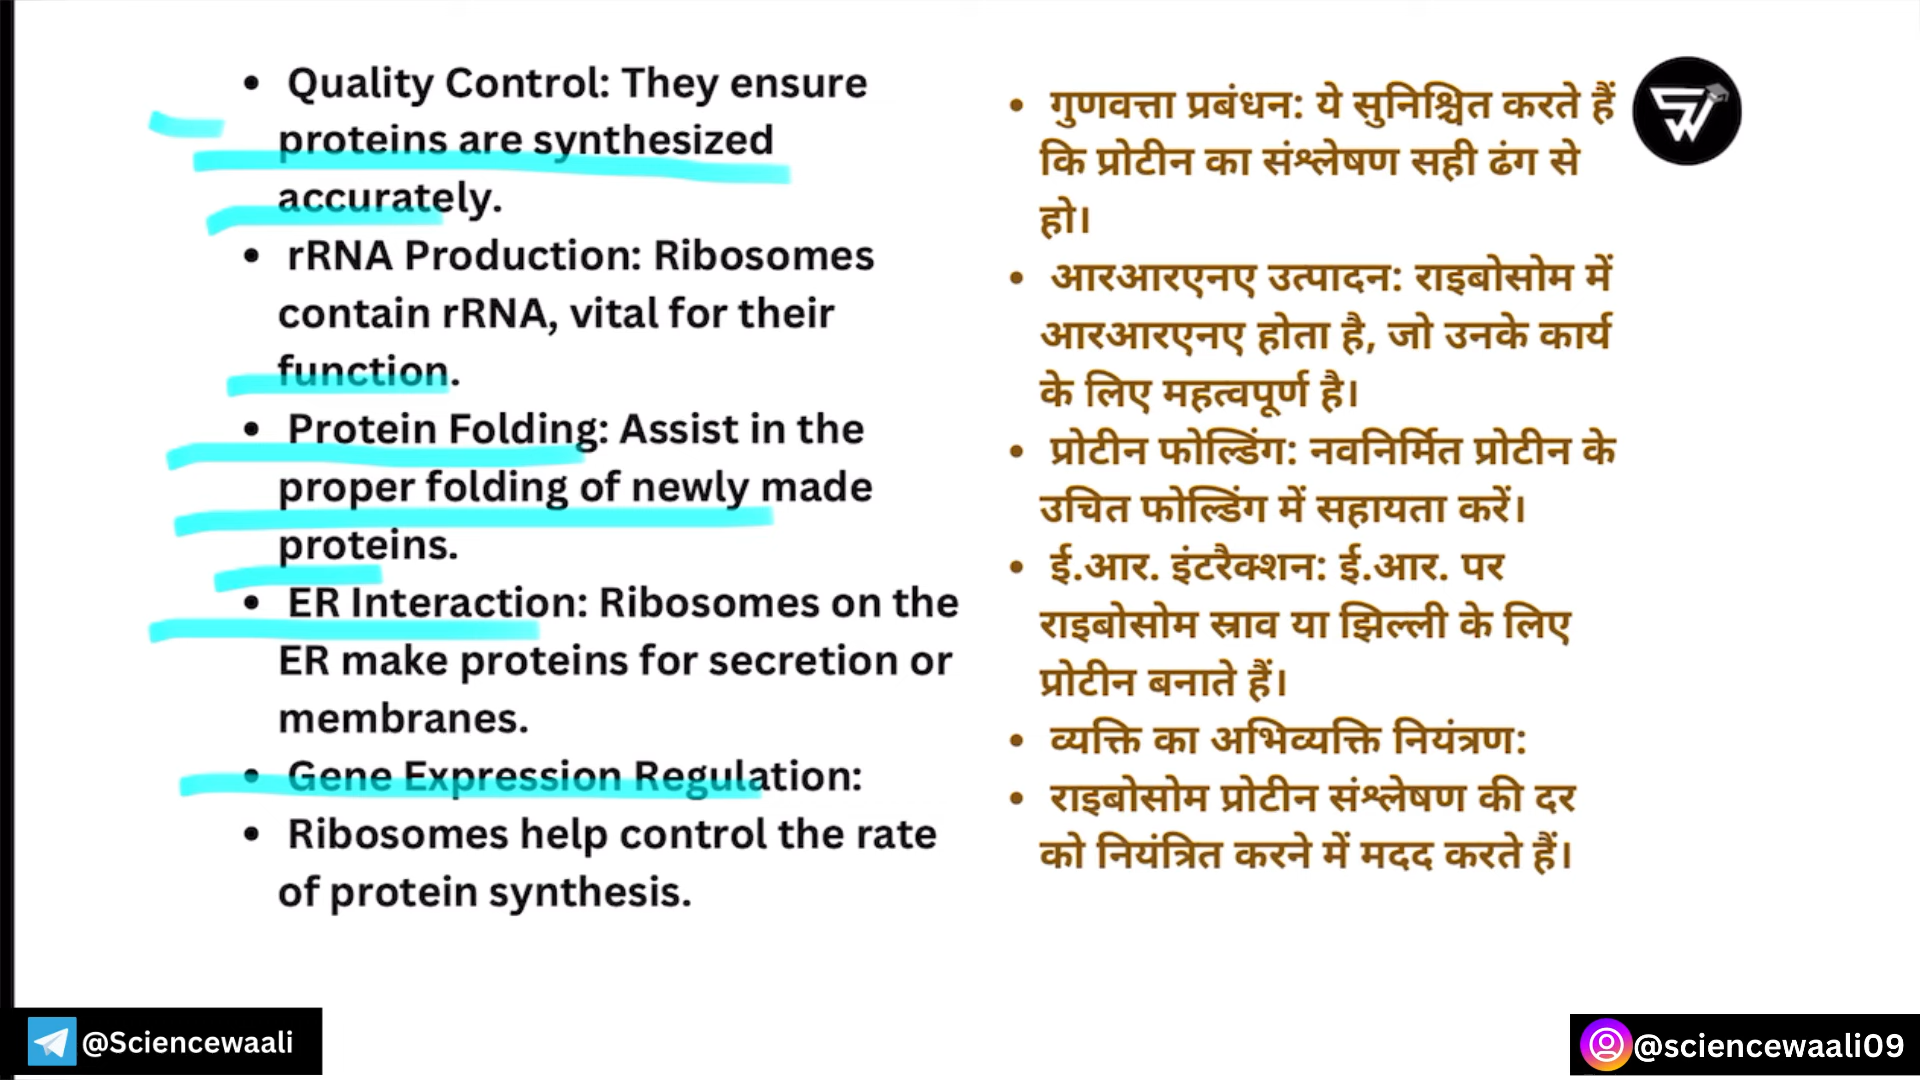 • Quality Control: They ensure
proteins are synthesized
accurately.
• rRNA Production: Ribosomes
contain rRNA, vital for their
function.
• Protein Folding: Assist in the
proper folding of newly made
proteins.
• ER Interaction: Ribosomes on the
ER make proteins for secretion or
membranes.
• Gene Expression Regulation:
• Ribosomes help control the rate
of protein synthesis.
• गुणवत्ता प्रबंधन: ये सुनिश्चित करते हैं
कि प्रोटीन का संश्लेषण सही ढंग से
हो।
• आरआरएनए उत्पादन: राइबोसोम में
आरआरएनए होता है, जो उनके कार्य
के लिए महत्वपूर्ण है।
• प्रोटीन फोल्डिंग: नवनिर्मित प्रोटीन के
उचित फोल्डिंग में सहायता करें।
• ई.आर. इंटरैक्शन: ई.आर. पर
राइबोसोम स्राव या झिल्ली के लिए
प्रोटीन बनाते हैं।
• व्यक्ति का अभिव्यक्ति नियंत्रण:
• राइबोसोम प्रोटीन संश्लेषण की दर
को नियंत्रित करने में मदद करते हैं।
SW
@Sciencewaali
@sciencewaali09